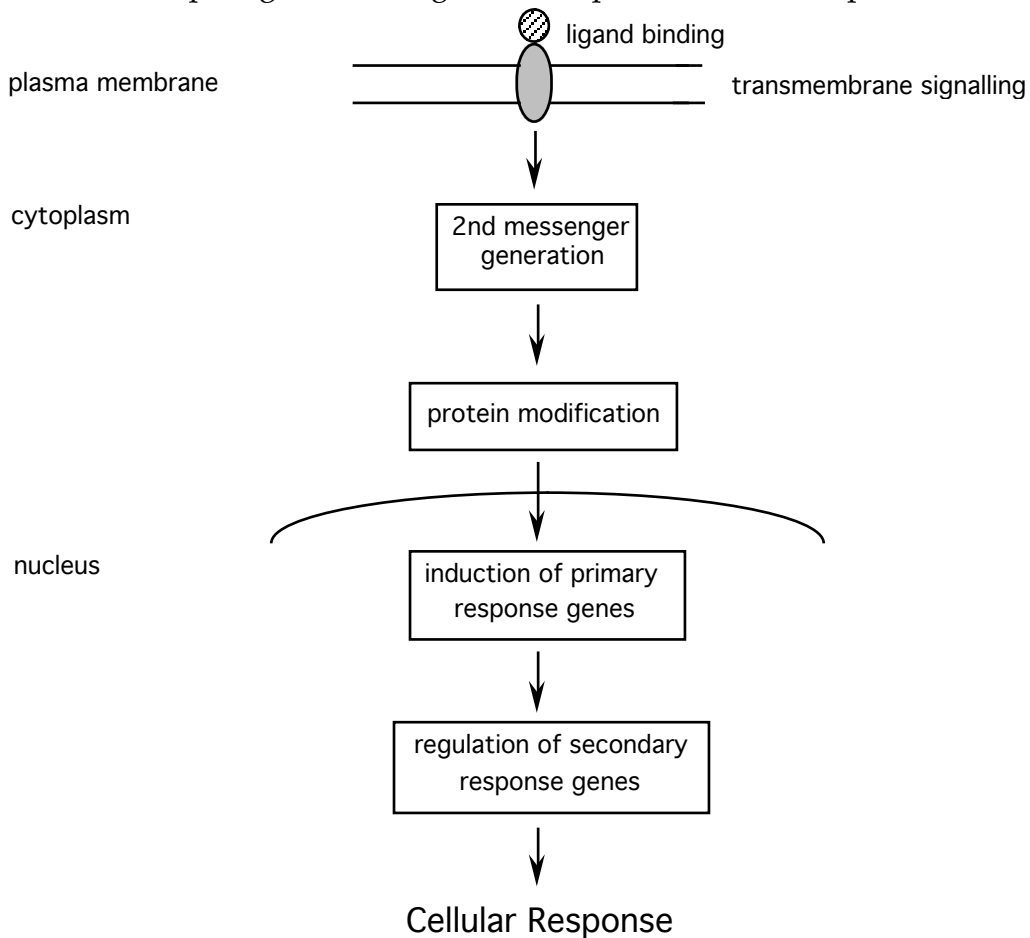 ligand binding
plasma membrane
transmembrane signalling
cytoplasm
2nd messenger
generation
protein modification
nucleus
induction of primary
response genes
regulation of secondary
response genes
Cellular Response